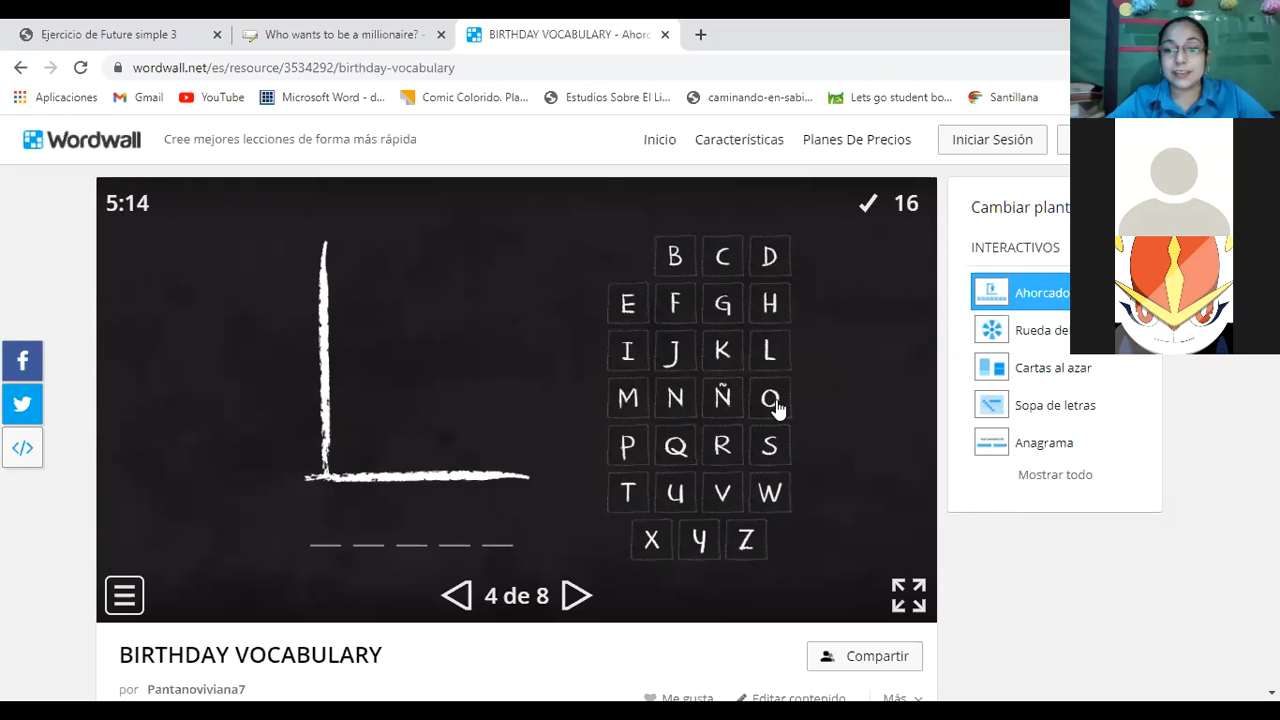 Ejercicio de Future simple 3
Who wants to be a millionaire? -
BIRTHDAY VOCABULARY - Ahorc
wordwall.net/es/resource/3534292/birthday-vocabulary
Aplicaciones
Gmail
YouTube
Microsoft Word - d...
Comic Colorido. Pla...
Estudios Sobre El Li...
caminando-en-sabi...
Lets go student bo...
Santillana
Wordwall
Cree mejores lecciones de forma más rápida
Inicio
Características
Planes De Precios
Iniciar Sesión
5:14
16
B C D
E F G H
I J K L
M N Ñ O
P Q R S
T U V W
X Y Z
4 de 8
Cambiar plant
INTERACTIVOS
Ahorcado
Rueda de
Cartas al azar
Sopa de letras
Anagrama
Mostrar todo
BIRTHDAY VOCABULARY
Compartir
por Pantanoviviana7
Me gusta
Editar contenido
Más